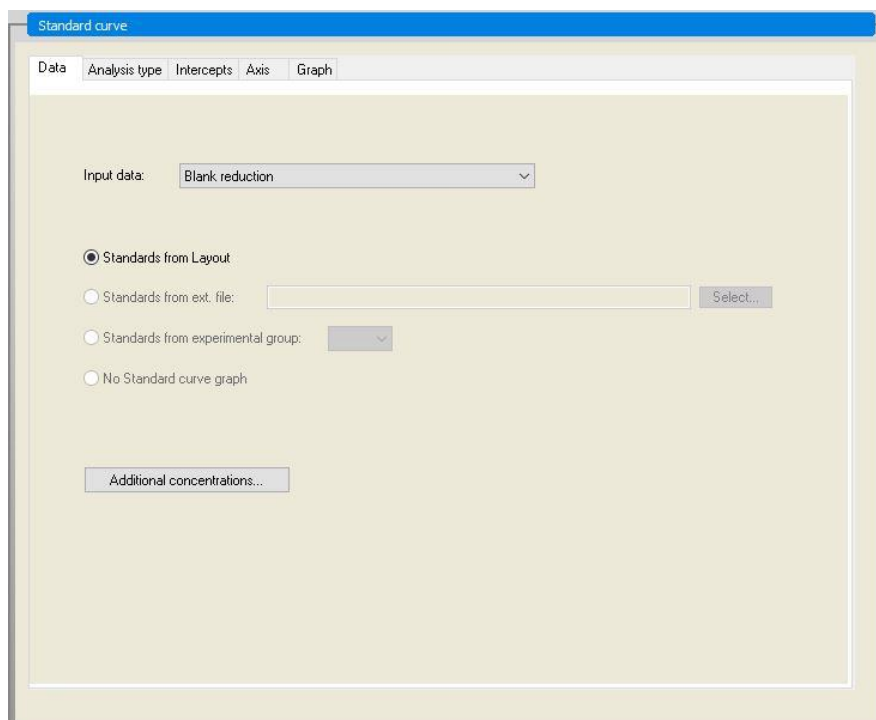 Standard curve
Data Analysis type Intercepts Axis Graph
Input data: Blank reduction
Standards from Layout
Standards from ext. file: Select...
Standards from experimental group:
No Standard curve graph
Additional concentrations...